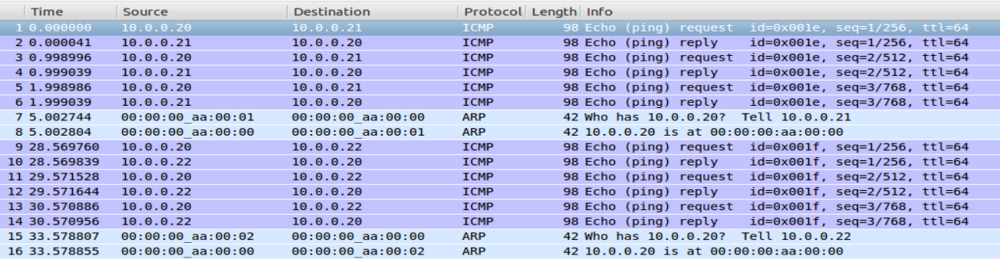 Time Source Destination Protocol Length Info
1 0.000000 10.0.0.20 10.0.0.21 ICMP 98 Echo (ping) request id=0x001e, seq=1/256, ttl=64
2 0.000041 10.0.0.21 10.0.0.20 ICMP 98 Echo (ping) reply id=0x001e, seq=1/256, ttl=64
3 0.998996 10.0.0.20 10.0.0.21 ICMP 98 Echo (ping) request id=0x001e, seq=2/512, ttl=64
4 0.999039 10.0.0.21 10.0.0.20 ICMP 98 Echo (ping) reply id=0x001e, seq=2/512, ttl=64
5 1.998986 10.0.0.20 10.0.0.21 ICMP 98 Echo (ping) request id=0x001e, seq=3/768, ttl=64
6 1.999039 10.0.0.21 10.0.0.20 ICMP 98 Echo (ping) reply id=0x001e, seq=3/768, ttl=64
7 5.002744 00:00:00_aa:00:01 00:00:00_aa:00:00 ARP 42 Who has 10.0.0.20? Tell 10.0.0.21
8 5.002804 00:00:00_aa:00:00 00:00:00_aa:00:01 ARP 42 10.0.0.20 is at 00:00:00:aa:00:00
9 28.569760 10.0.0.20 10.0.0.22 ICMP 98 Echo (ping) request id=0x001f, seq=1/256, ttl=64
10 28.569839 10.0.0.22 10.0.0.20 ICMP 98 Echo (ping) reply id=0x001f, seq=1/256, ttl=64
11 29.571528 10.0.0.20 10.0.0.22 ICMP 98 Echo (ping) request id=0x001f, seq=2/512, ttl=64
12 29.571644 10.0.0.22 10.0.0.20 ICMP 98 Echo (ping) reply id=0x001f, seq=2/512, ttl=64
13 30.570886 10.0.0.20 10.0.0.22 ICMP 98 Echo (ping) request id=0x001f, seq=3/768, ttl=64
14 30.570956 10.0.0.22 10.0.0.20 ICMP 98 Echo (ping) reply id=0x001f, seq=3/768, ttl=64
15 33.578807 00:00:00_aa:00:02 00:00:00_aa:00:00 ARP 42 Who has 10.0.0.20? Tell 10.0.0.22
16 33.578855 00:00:00_aa:00:00 00:00:00_aa:00:02 ARP 42 10.0.0.20 is at 00:00:00:aa:00:00